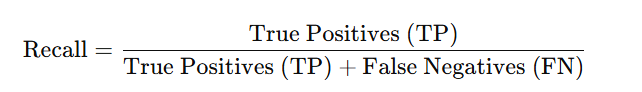 Recall = True Positives (TP) / True Positives (TP) + False Negatives (FN)